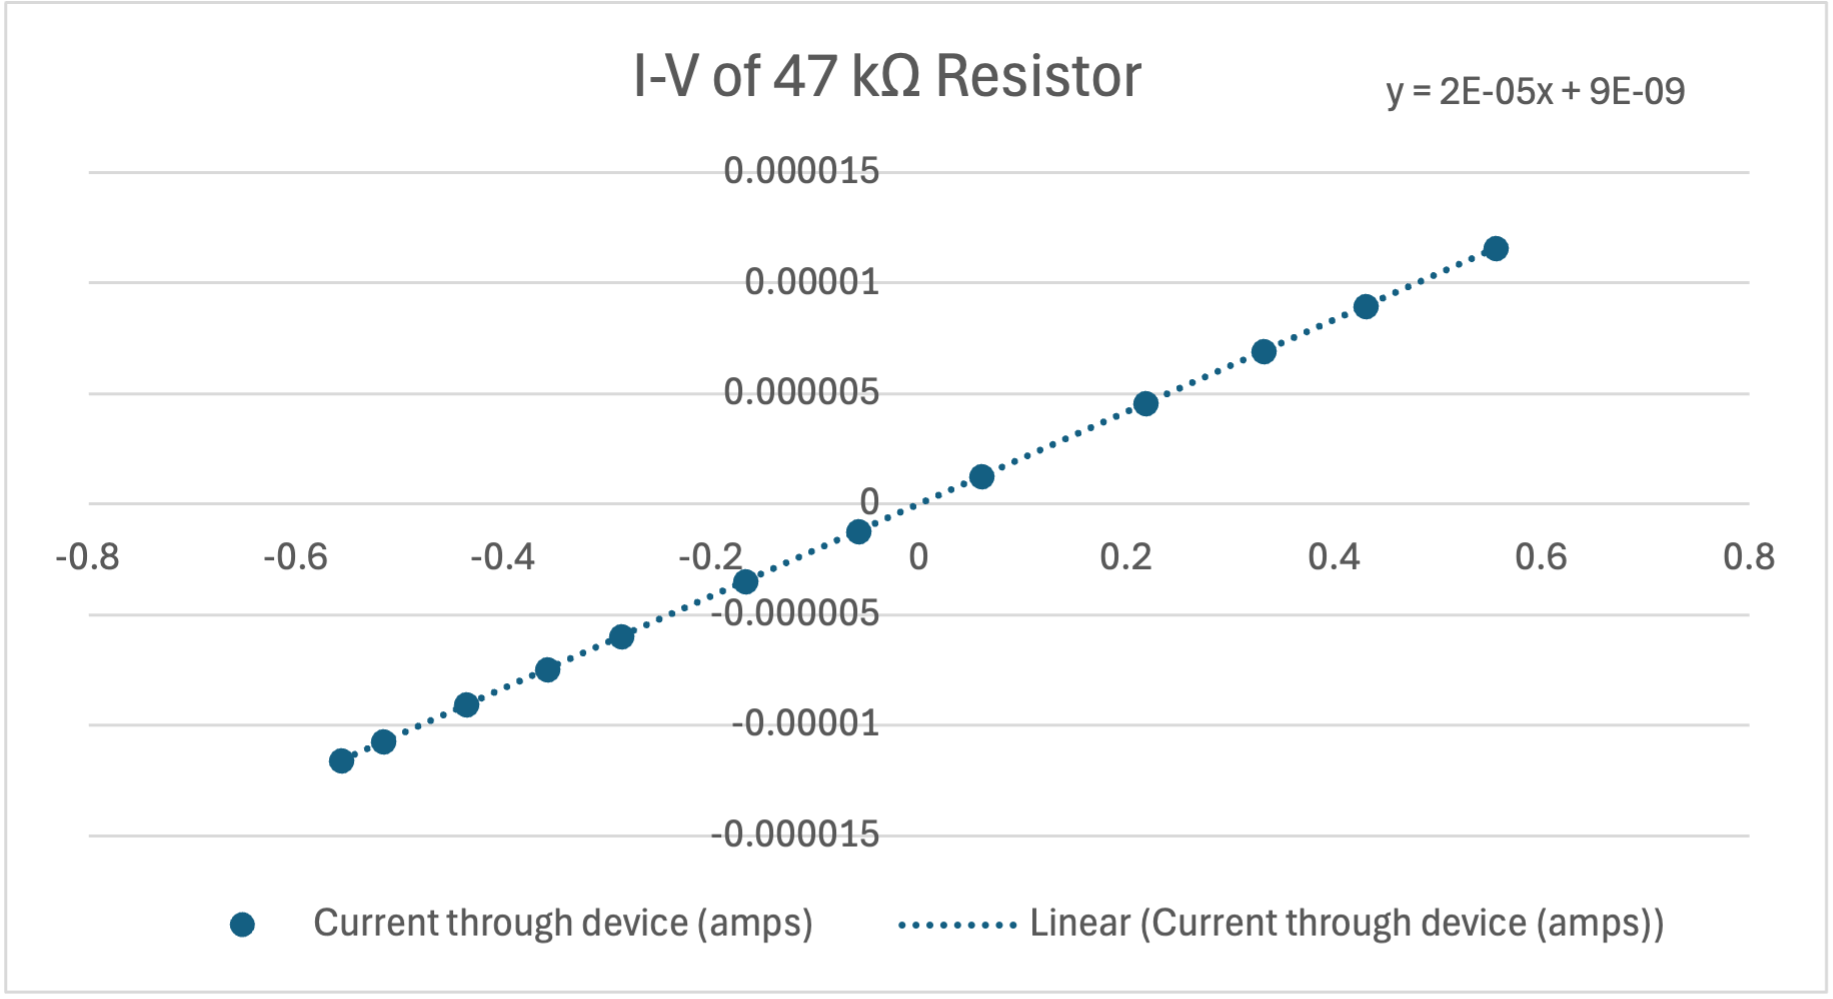 I-V of 47 kΩ Resistor
y = 2E-05x + 9E-09
0.000015
0.00001
0.000005
0
-0.8 -0.6 -0.4 -0.2 0 0.2 0.4 0.6 0.8
-0.000005
-0.00001
-0.000015
Current through device (amps) Linear (Current through device (amps))